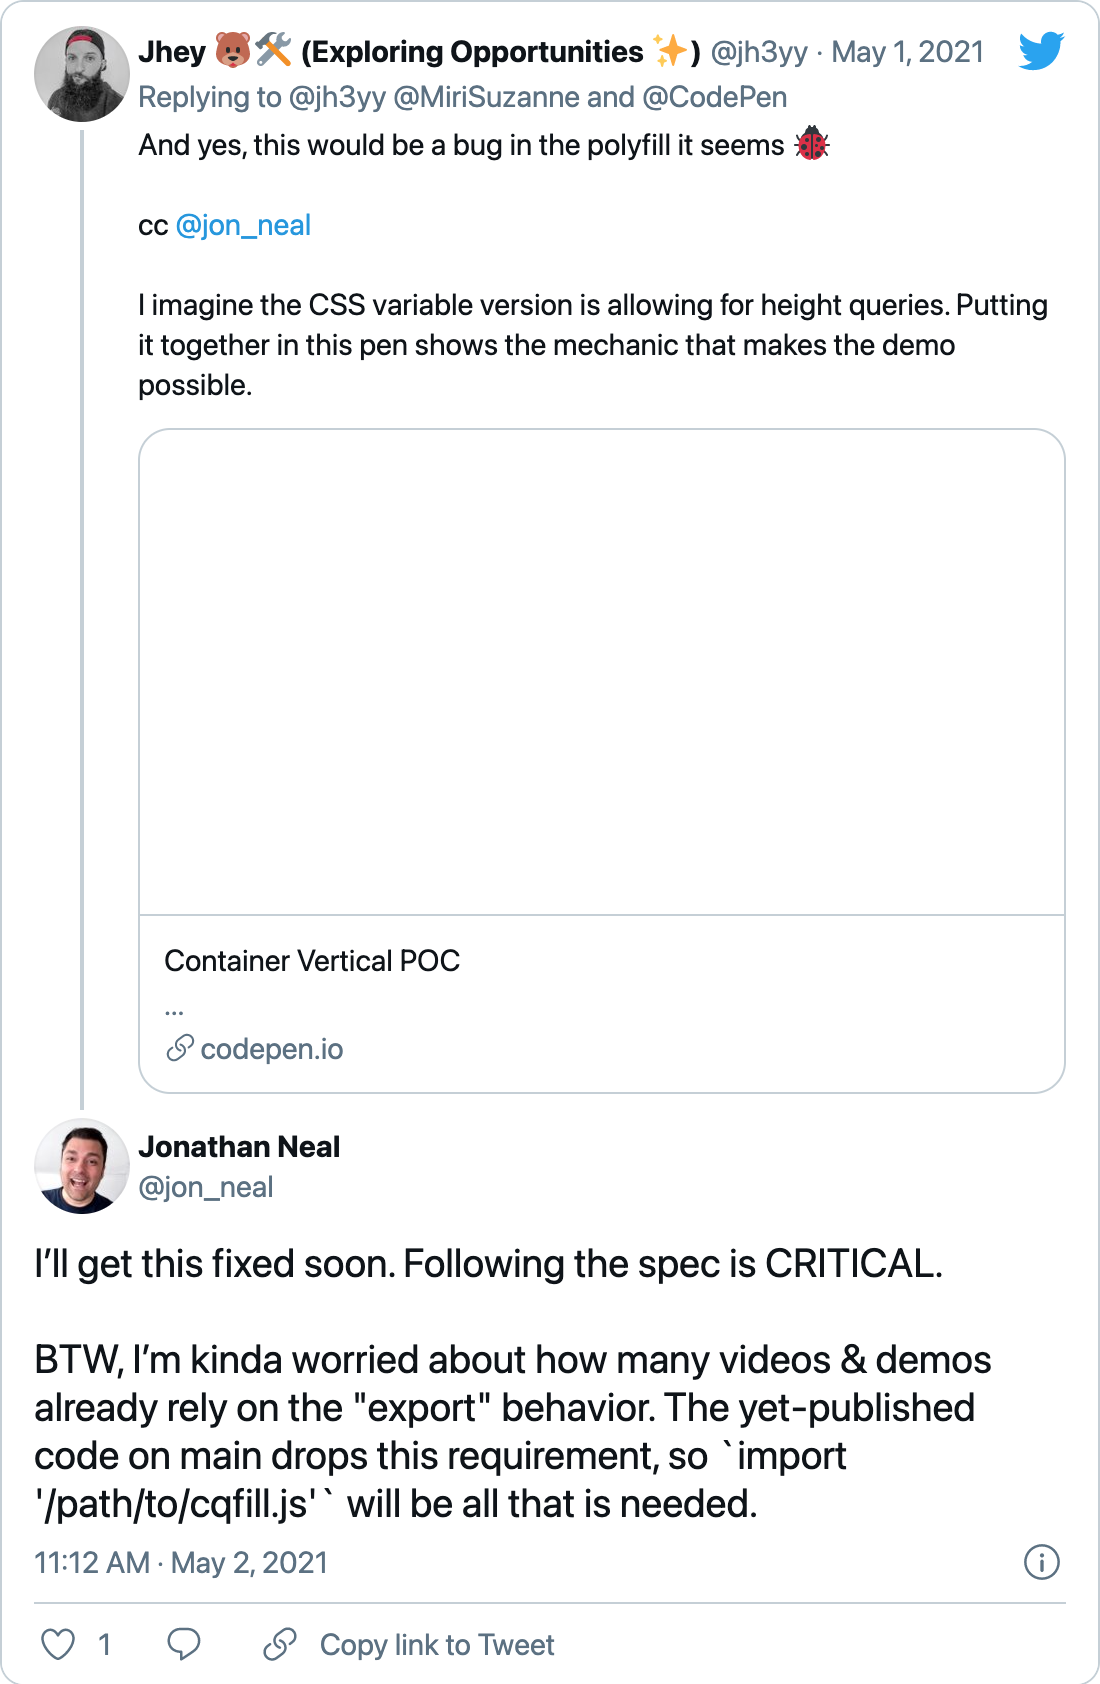 Jhey 🐻🛠 (Exploring Opportunities ✨) @jh3yy · May 1, 2021
Replying to @jh3yy @MiriSuzanne and @CodePen
And yes, this would be a bug in the polyfill it seems 🐞
cc @jon_neal
I imagine the CSS variable version is allowing for height queries. Putting
it together in this pen shows the mechanic that makes the demo
possible.
Container Vertical POC
...
codepen.io
Jonathan Neal
@jon_neal
I’ll get this fixed soon. Following the spec is CRITICAL.
BTW, I’m kinda worried about how many videos & demos
already rely on the "export" behavior. The yet-published
code on main drops this requirement, so `import
'/path/to/cqfill.js'` will be all that is needed.
11:12 AM · May 2, 2021
1
Copy link to Tweet